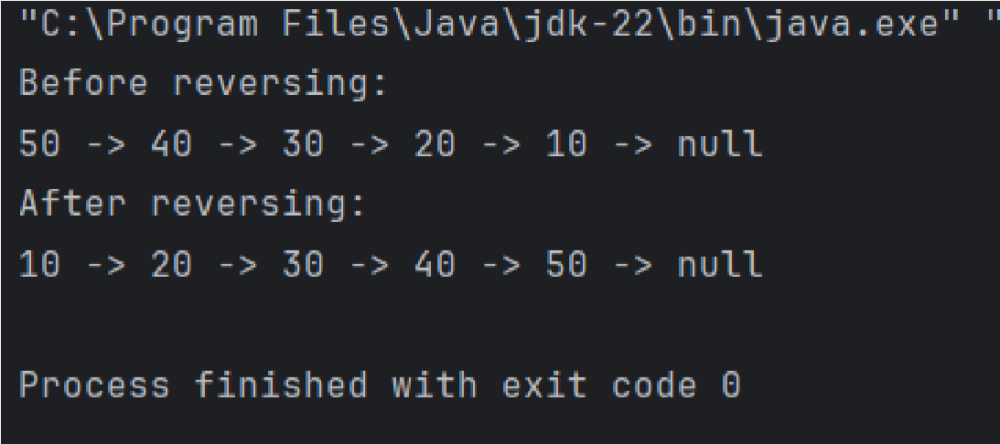 "C:\Program Files\Java\jdk-22\bin\java.exe" "
Before reversing:
50 -> 40 -> 30 -> 20 -> 10 -> null
After reversing:
10 -> 20 -> 30 -> 40 -> 50 -> null
Process finished with exit code 0